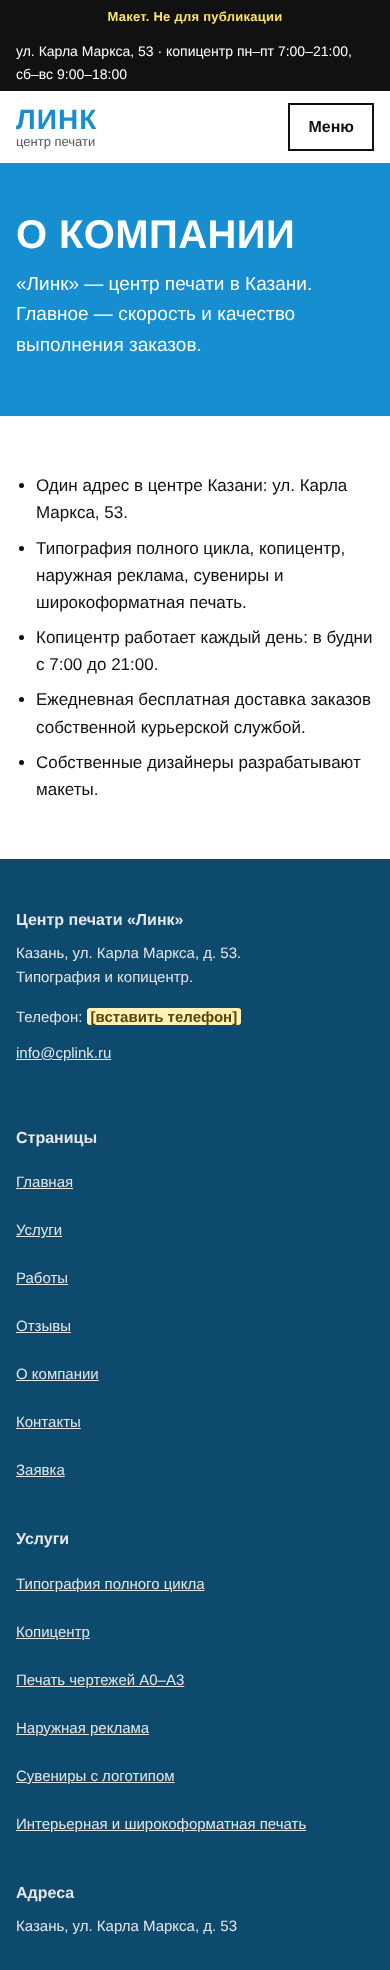 Макет. Не для публикации
ул. Карла Маркса, 53 · копицентр пн–пт 7:00–21:00,
сб–вс 9:00–18:00
ЛИНК
центр печати
Меню
О КОМПАНИИ
«Линк» — центр печати в Казани.
Главное — скорость и качество
выполнения заказов.
Один адрес в центре Казани: ул. Карла
Маркса, 53.
Типография полного цикла, копицентр,
наружная реклама, сувениры и
широкоформатная печать.
Копицентр работает каждый день: в будни
с 7:00 до 21:00.
Ежедневная бесплатная доставка заказов
собственной курьерской службой.
Собственные дизайнеры разрабатывают
макеты.
Центр печати «Линк»
Казань, ул. Карла Маркса, д. 53.
Типография и копицентр.
Телефон: [вставить телефон]
info@cplink.ru
Страницы
Главная
Услуги
Работы
Отзывы
О компании
Контакты
Заявка
Услуги
Типография полного цикла
Копицентр
Печать чертежей А0–А3
Наружная реклама
Сувениры с логотипом
Интерьерная и широкоформатная печать
Адреса
Казань, ул. Карла Маркса, д. 53